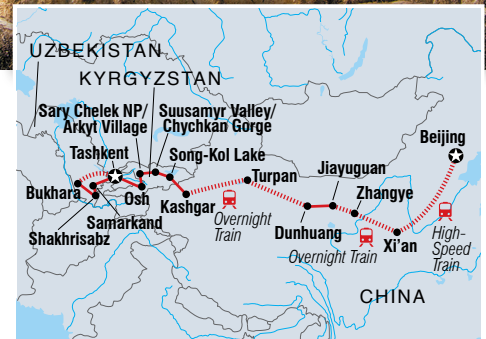 UZBEKISTAN
KYRGYZSTAN
Sary Chelek NP/
Arkyt Village
Suusamyr Valley/
Chychkan Gorge
Tashkent
Song-Kol Lake
Beijing
Bukhara
Osh
Kashgar
Turpan
Jiayuguan
Zhangye
Samarkand
Shakhrisabz
Overnight
Train
Dunhuang
Overnight Train
Xi'an
High-
Speed
Train
CHINA